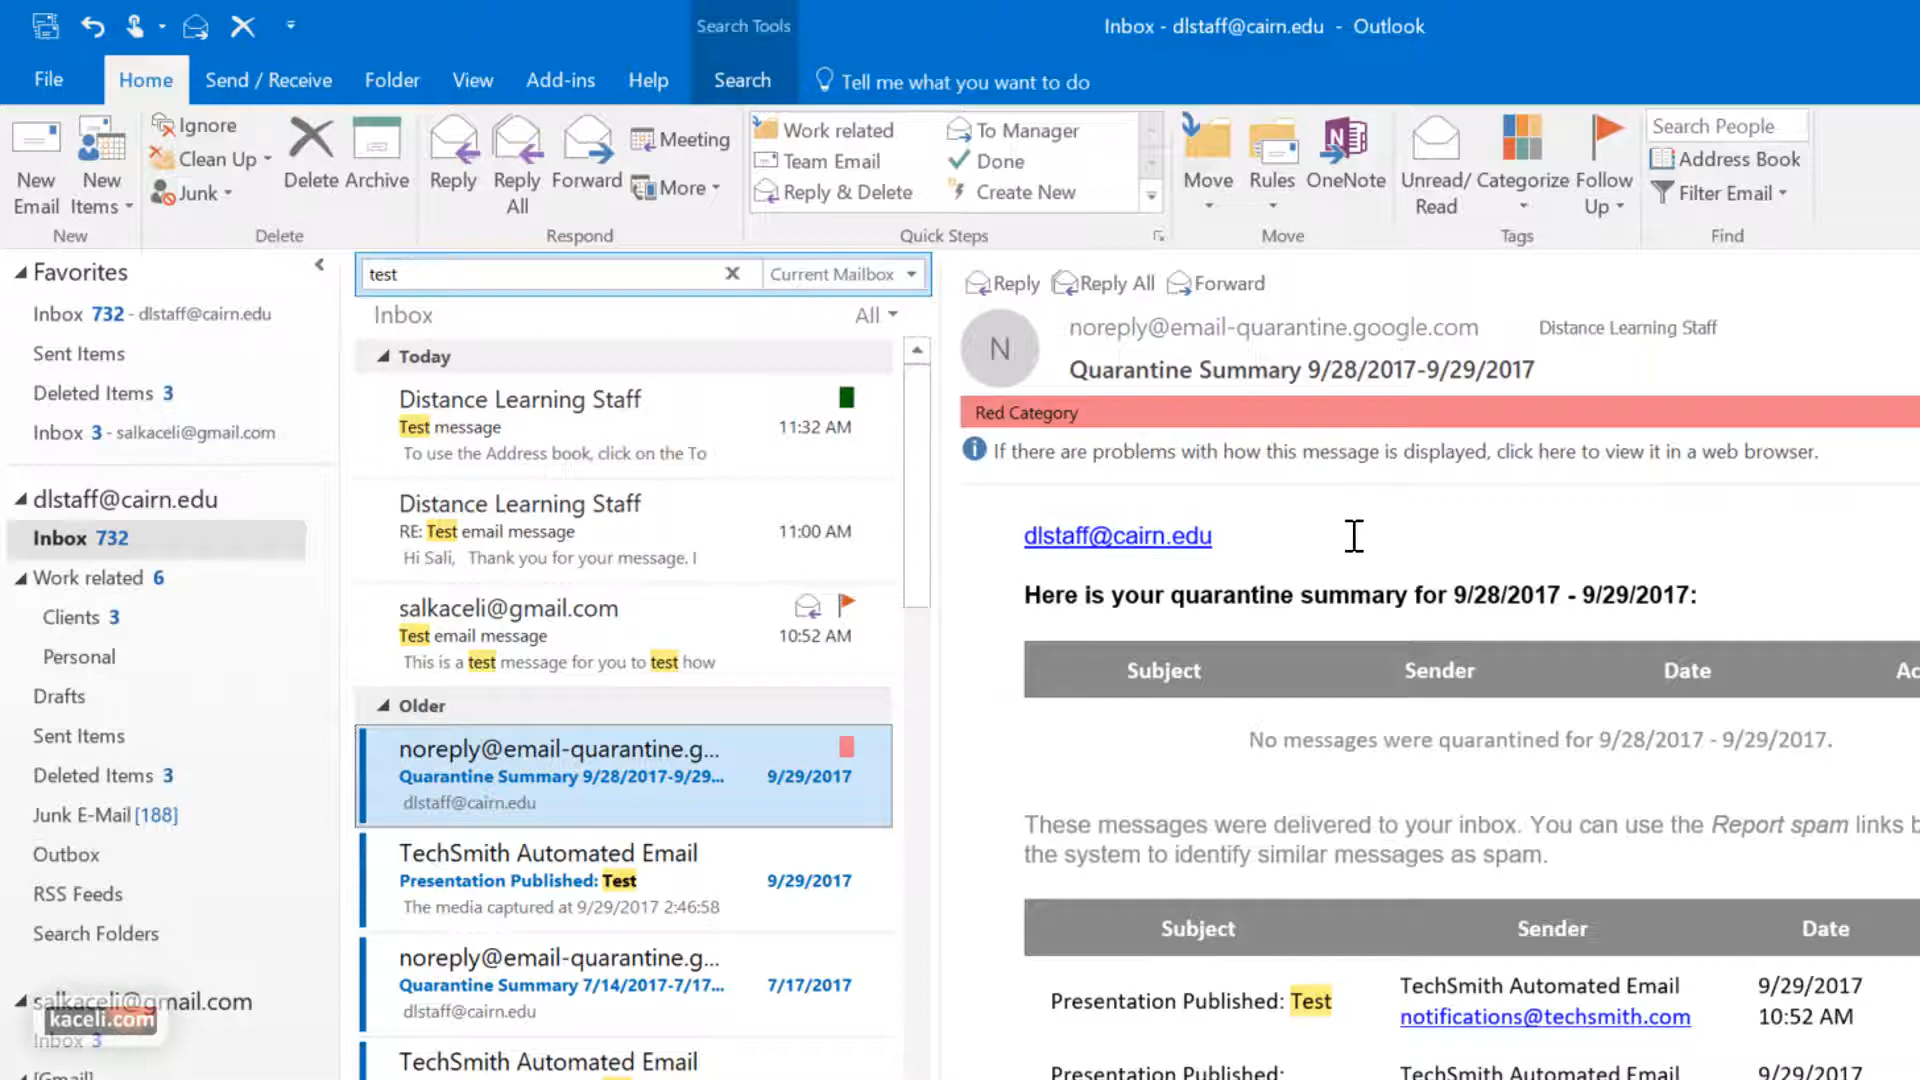 Search Tools
Inbox - dlstaff@cairn.edu - Outlook
File Home Send / Receive Folder View Add-ins Help Search Tell me what you want to do
New Email
New Items
New
Ignore
Clean Up
Junk
Delete
Archive
Delete
Reply
Reply All
Forward
Meeting
More
Respond
Work related
Team Email
Reply & Delete
To Manager
Done
Create New
Quick Steps
Move
Rules
OneNote
Move
Unread/ Read
Categorize
Follow Up
Tags
Search People
Address Book
Filter Email
Find
Favorites
Inbox 732 - dlstaff@cairn.edu
Sent Items
Deleted Items 3
Inbox 3 - salkaceli@gmail.com
dlstaff@cairn.edu
Inbox 732
Work related 6
Clients 3
Personal
Drafts
Sent Items
Deleted Items 3
Junk E-Mail [188]
Outbox
RSS Feeds
Search Folders
salkaceli@gmail.com
kaceli.com
Inbox 3
[Gmail]
test
Current Mailbox
Inbox
All
Today
Distance Learning Staff
Test message 11:32 AM
To use the Address book, click on the To
Distance Learning Staff
RE: Test email message 11:00 AM
Hi Sali, Thank you for your message. I
salkaceli@gmail.com
Test email message 10:52 AM
This is a test message for you to test how
Older
noreply@email-quarantine.g...
Quarantine Summary 9/28/2017-9/29... 9/29/2017
dlstaff@cairn.edu
TechSmith Automated Email
Presentation Published: Test 9/29/2017
The media captured at 9/29/2017 2:46:58
noreply@email-quarantine.g...
Quarantine Summary 7/14/2017-7/17... 7/17/2017
dlstaff@cairn.edu
TechSmith Automated Email
Reply Reply All Forward
N
noreply@email-quarantine.google.com Distance Learning Staff
Quarantine Summary 9/28/2017-9/29/2017
Red Category
If there are problems with how this message is displayed, click here to view it in a web browser.
dlstaff@cairn.edu
Here is your quarantine summary for 9/28/2017 - 9/29/2017:
Subject Sender Date
No messages were quarantined for 9/28/2017 - 9/29/2017.
These messages were delivered to your inbox. You can use the Report spam links
the system to identify similar messages as spam.
Subject Sender Date
Presentation Published: Test
TechSmith Automated Email
notifications@techsmith.com
9/29/2017
10:52 AM
Presentation Published: TechSmith Automated Email 9/29/2017